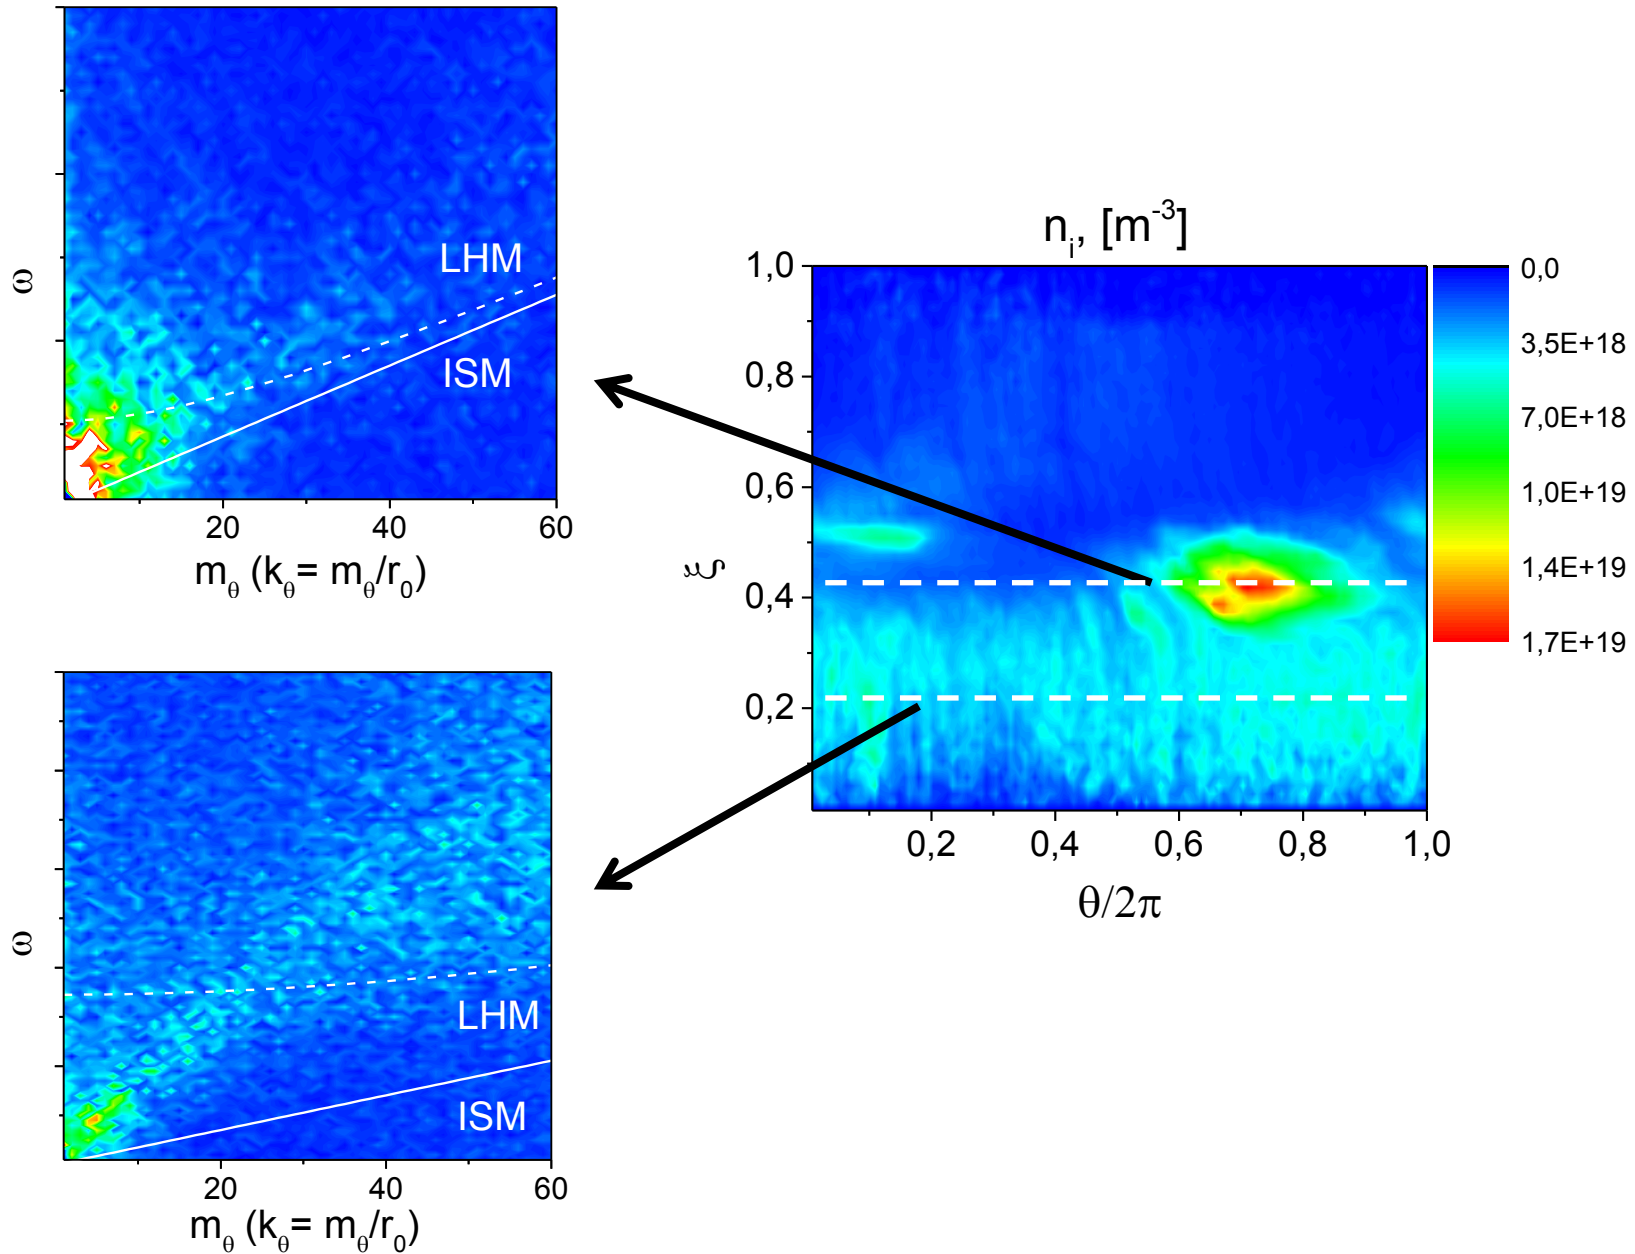 ω
LHM
ISM
20
40
60
m_θ (k_θ= m_θ/r_0)
n_i, [m^-3]
1,0
0,8
0,6
0,4
0,2
ξ
0,2
0,4
0,6
0,8
1,0
θ/2π
0,0
3,5E+18
7,0E+18
1,0E+19
1,4E+19
1,7E+19
ω
LHM
ISM
20
40
60
m_θ (k_θ= m_θ/r_0)